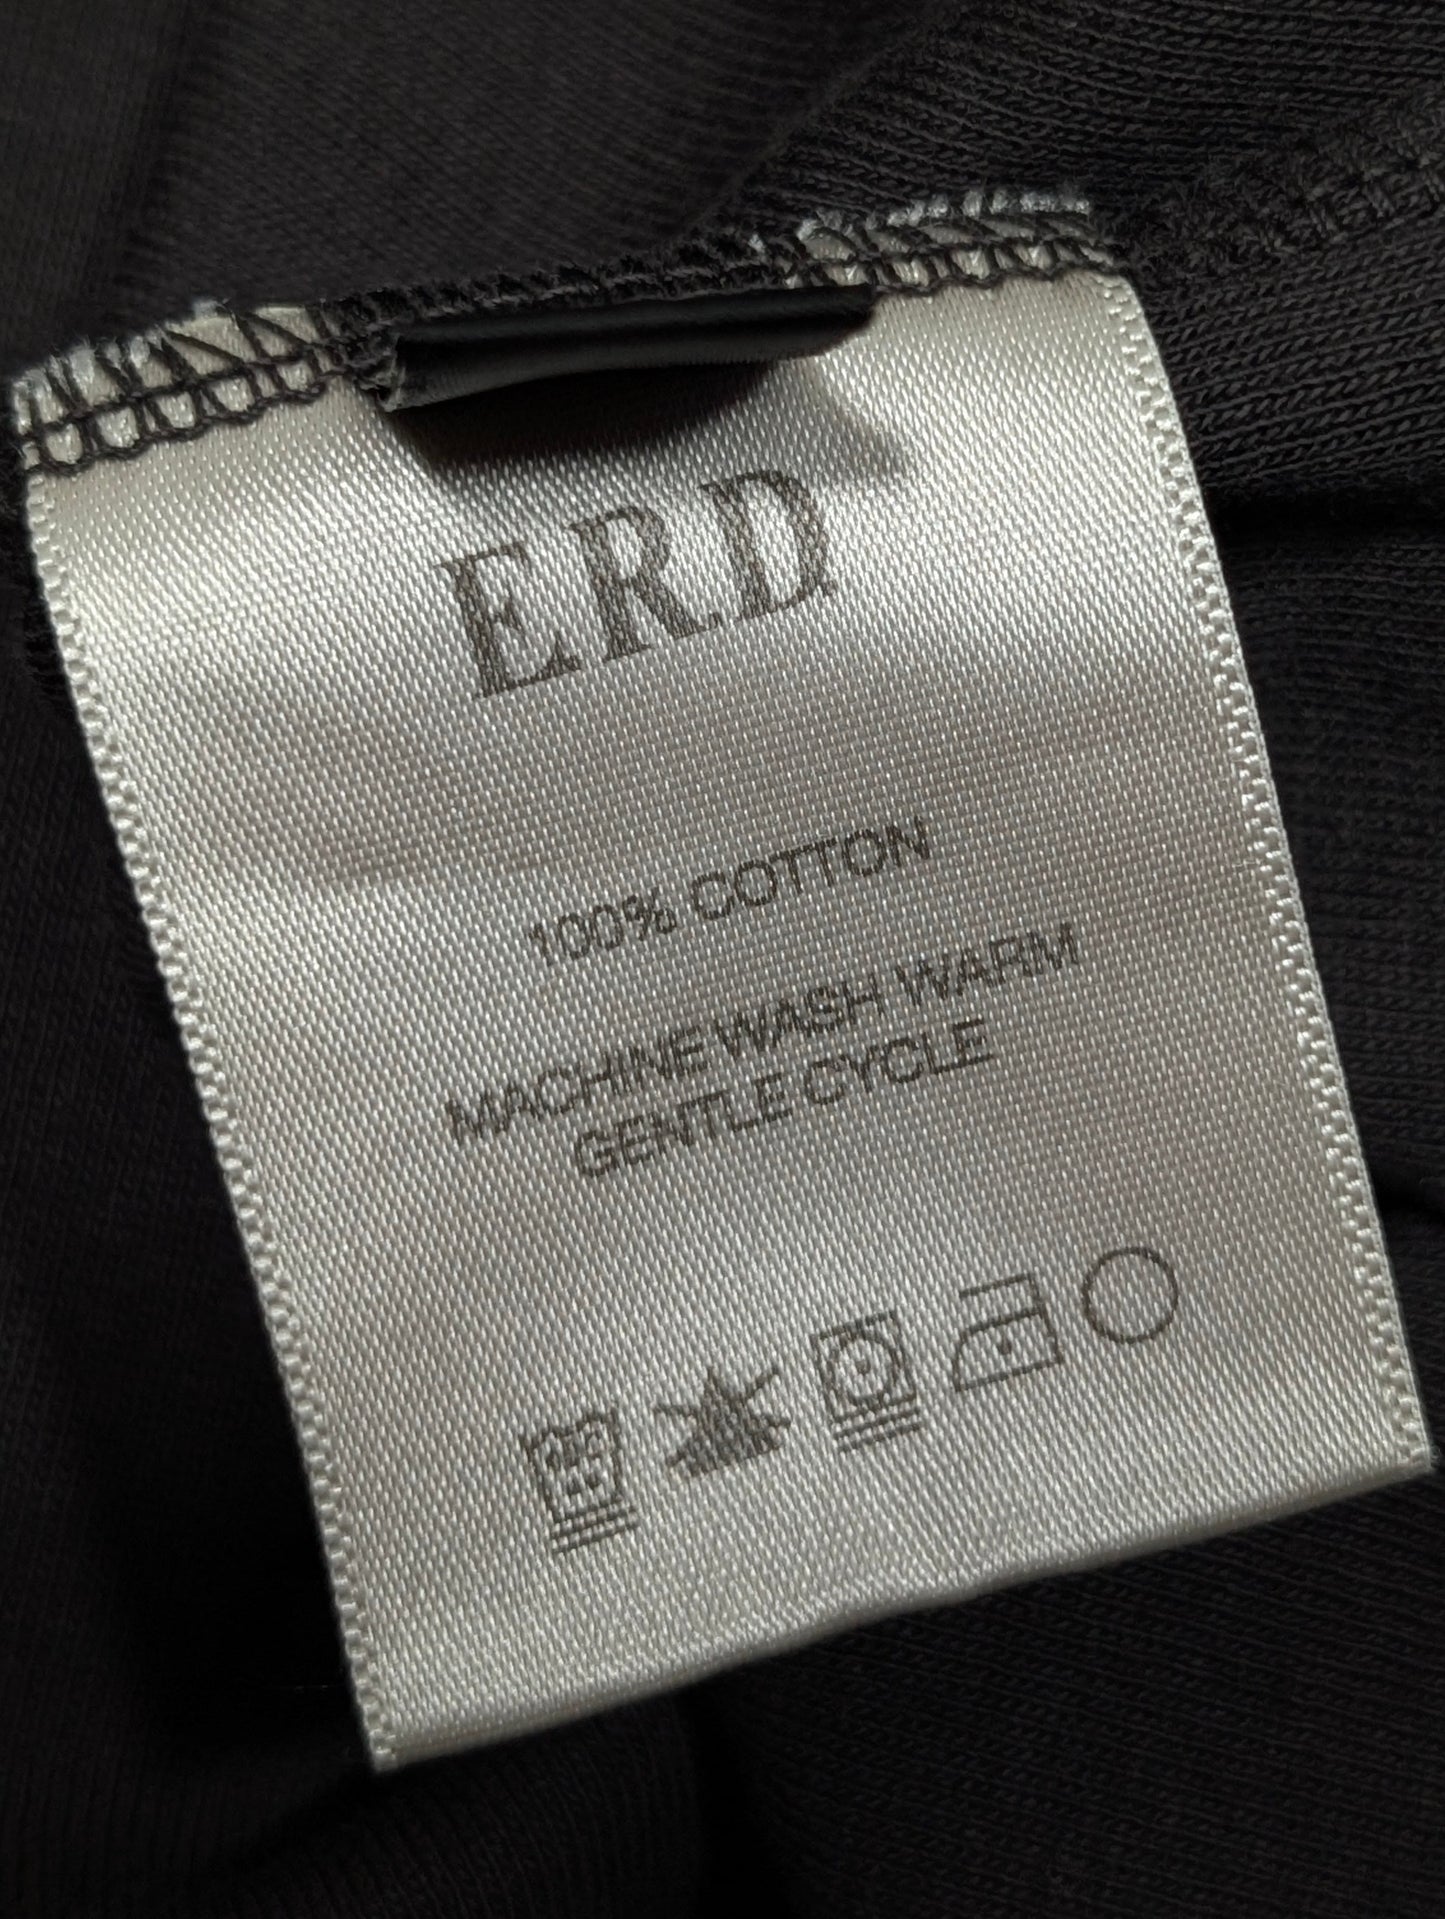 ERD
100% COTTON
MACHINE WASH WARM
GENTLE CYCLE